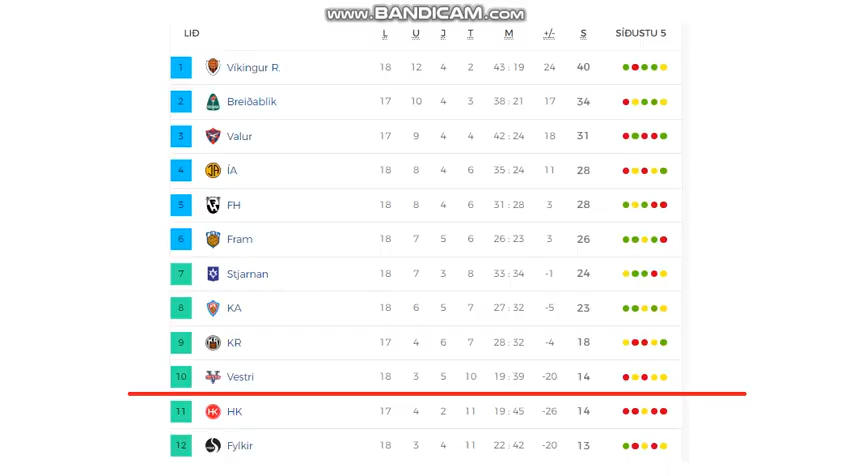 www.BANDICAM.com
LIÐ L U J T M +/- S SÍÐUSTU 5
1 Víkingur R. 18 12 4 2 43 : 19 24 40
2 Breiðablik 17 10 4 3 38 : 21 17 34
3 Valur 17 9 4 4 42 : 24 18 31
4 ÍA 18 8 4 6 35 : 24 11 28
5 FH 18 8 4 6 31 : 28 3 28
6 Fram 18 7 5 6 26 : 23 3 26
7 Stjarnan 18 7 3 8 33 : 34 -1 24
8 KA 18 6 5 7 27 : 32 -5 23
9 KR 17 4 6 7 28 : 32 -4 18
10 Vestri 18 3 5 10 19 : 39 -20 14
11 HK HK 17 4 2 11 19 : 45 -26 14
12 Fylkir 18 3 4 11 22 : 42 -20 13